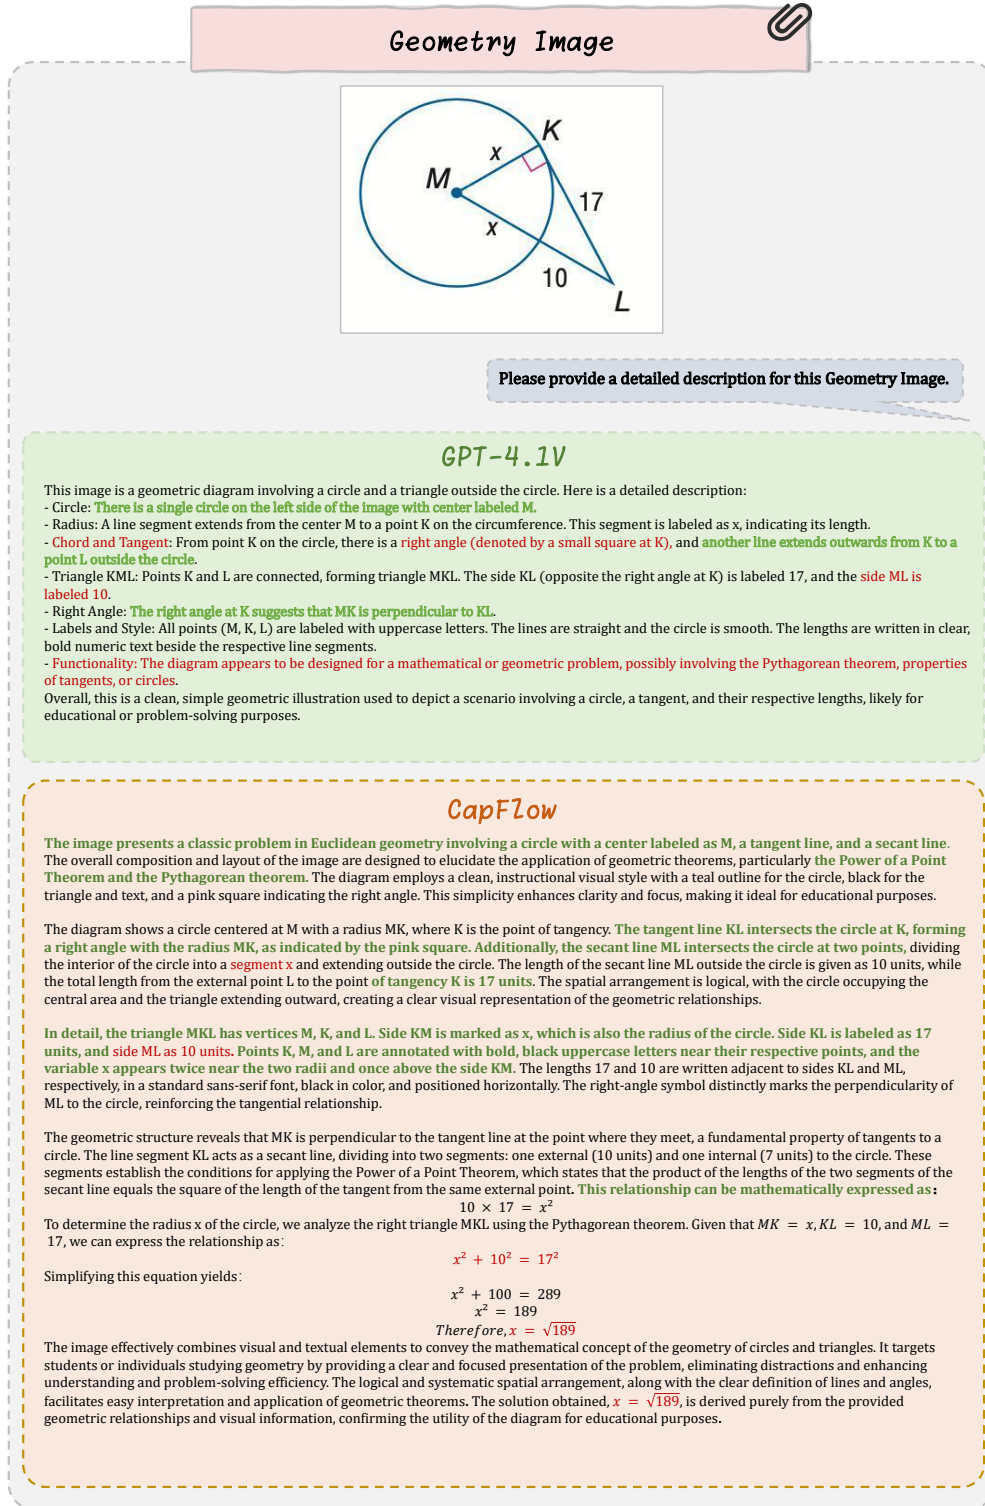 Geometry Image
K
x
M
17
x
10
L
Please provide a detailed description for this Geometry Image.
GPT-4.1V
This image is a geometric diagram involving a circle and a triangle outside the circle. Here is a detailed description:
- Circle: There is a single circle on the left side of the image with center labeled M.
- Radius: A line segment extends from the center M to a point K on the circumference. This segment is labeled as x, indicating its length.
- Chord and Tangent: From point K on the circle, there is a right angle (denoted by a small square at K), and another line extends outwards from K to a
point L outside the circle.
- Triangle KML: Points K and L are connected, forming triangle MKL. The side KL (opposite the right angle at K) is labeled 17, and the side ML is
labeled 10.
- Right Angle: The right angle at K suggests that MK is perpendicular to KL.
- Labels and Style: All points (M, K, L) are labeled with uppercase letters. The lines are straight and the circle is smooth. The lengths are written in clear,
bold numeric text beside the respective line segments.
- Functionality: The diagram appears to be designed for a mathematical or geometric problem, possibly involving the Pythagorean theorem, properties
of tangents, or circles.
Overall, this is a clean, simple geometric illustration used to depict a scenario involving a circle, a tangent, and their respective lengths, likely for
educational or problem-solving purposes.
CapFlow
The image presents a classic problem in Euclidean geometry involving a circle with a center labeled as M, a tangent line, and a secant line.
The overall composition and layout of the image are designed to elucidate the application of geometric theorems, particularly the Power of a Point
Theorem and the Pythagorean theorem. The diagram employs a clean, instructional visual style with a teal outline for the circle, black for the
triangle and text, and a pink square indicating the right angle. This simplicity enhances clarity and focus, making it ideal for educational purposes.
The diagram shows a circle centered at M with a radius MK, where K is the point of tangency. The tangent line KL intersects the circle at K, forming
a right angle with the radius MK, as indicated by the pink square. Additionally, the secant line ML intersects the circle at two points, dividing
the interior of the circle into a segment x and extending outside the circle. The length of the secant line ML outside the circle is given as 10 units, while
the total length from the external point L to the point of tangency K is 17 units. The spatial arrangement is logical, with the circle occupying the
central area and the triangle extending outward, creating a clear visual representation of the geometric relationships.
In detail, the triangle MKL has vertices M, K, and L. Side KM is marked as x, which is also the radius of the circle. Side KL is labeled as 17
units, and side ML as 10 units. Points K, M, and L are annotated with bold, black uppercase letters near their respective points, and the
variable x appears twice near the two radii and once above the side KM. The lengths 17 and 10 are written adjacent to sides KL and ML,
respectively, in a standard sans-serif font, black in color, and positioned horizontally. The right-angle symbol distinctly marks the perpendicularity of
ML to the circle, reinforcing the tangential relationship.
The geometric structure reveals that MK is perpendicular to the tangent line at the point where they meet, a fundamental property of tangents to a
circle. The line segment KL acts as a secant line, dividing into two segments: one external (10 units) and one internal (7 units) to the circle. These
segments establish the conditions for applying the Power of a Point Theorem, which states that the product of the lengths of the two segments of the
secant line equals the square of the length of the tangent from the same external point. This relationship can be mathematically expressed as:
10 × 17 = x²
To determine the radius x of the circle, we analyze the right triangle MKL using the Pythagorean theorem. Given that MK = x, KL = 10, and ML =
17, we can express the relationship as:
x² + 10² = 17²
Simplifying this equation yields:
x² + 100 = 289
x² = 189
Therefore, x = √189
The image effectively combines visual and textual elements to convey the mathematical concept of the geometry of circles and triangles. It targets
students or individuals studying geometry by providing a clear and focused presentation of the problem, eliminating distractions and enhancing
understanding and problem-solving efficiency. The logical and systematic spatial arrangement, along with the clear definition of lines and angles,
facilitates easy interpretation and application of geometric theorems. The solution obtained, x = √189, is derived purely from the provided
geometric relationships and visual information, confirming the utility of the diagram for educational purposes.